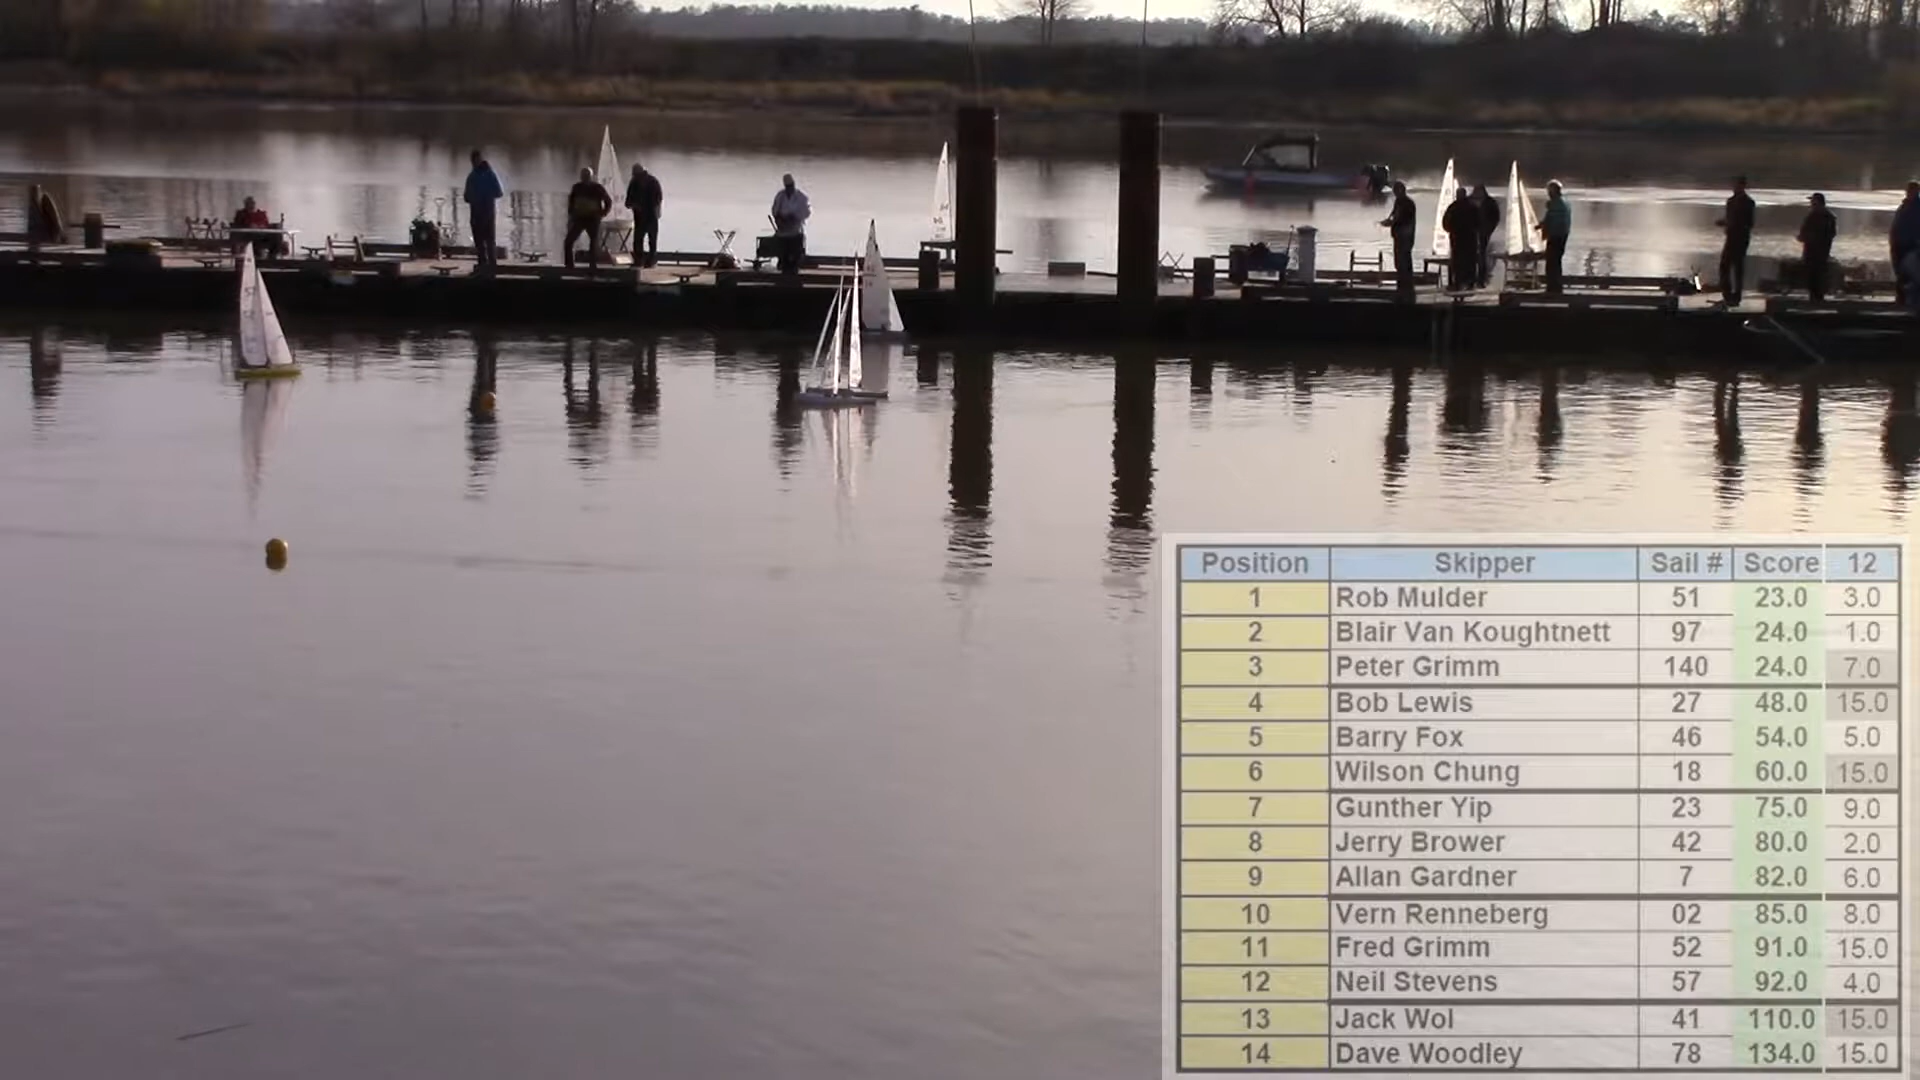 Position Skipper Sail # Score 12
1 Rob Mulder 51 23.0 3.0
2 Blair Van Koughtnett 97 24.0 1.0
3 Peter Grimm 140 24.0 7.0
4 Bob Lewis 27 48.0 15.0
5 Barry Fox 46 54.0 5.0
6 Wilson Chung 18 60.0 15.0
7 Gunther Yip 23 75.0 9.0
8 Jerry Brower 42 80.0 2.0
9 Allan Gardner 7 82.0 6.0
10 Vern Renneberg 02 85.0 8.0
11 Fred Grimm 52 91.0 15.0
12 Neil Stevens 57 92.0 4.0
13 Jack Wol 41 110.0 15.0
14 Dave Woodley 78 134.0 15.0